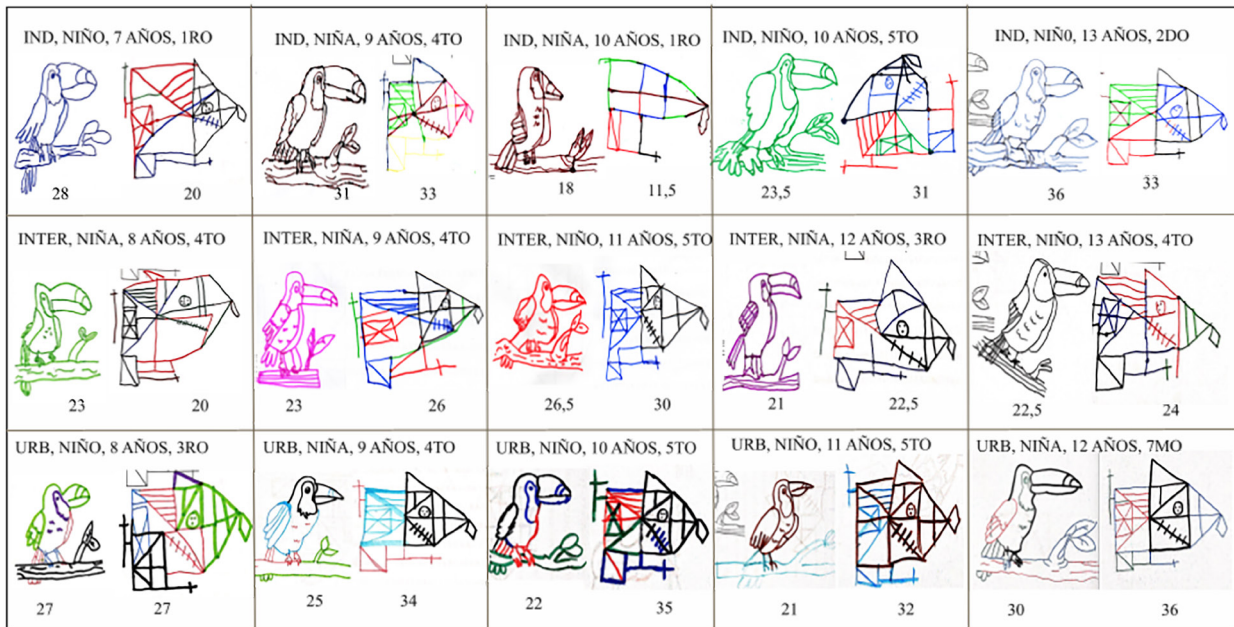 IND, NIÑO, 7 AÑOS, 1RO
28
20
IND, NIÑA, 9 AÑOS, 4TO
31
33
IND, NIÑA, 10 AÑOS, 1RO
18
11,5
IND, NIÑO, 10 AÑOS, 5TO
23,5
31
IND, NIÑ0, 13 AÑOS, 2DO
36
33
INTER, NIÑA, 8 AÑOS, 4TO
23
20
INTER, NIÑA, 9 AÑOS, 4TO
23
26
INTER, NIÑO, 11 AÑOS, 5TO
26,5
30
INTER, NIÑA, 12 AÑOS, 3RO
21
22,5
INTER, NIÑO, 13 AÑOS, 4TO
22,5
24
URB, NIÑO, 8 AÑOS, 3RO
27
27
URB, NIÑA, 9 AÑOS, 4TO
25
34
URB, NIÑO, 10 AÑOS, 5TO
22
35
URB, NIÑO, 11 AÑOS, 5TO
21
32
URB, NIÑA, 12 AÑOS, 7MO
30
36